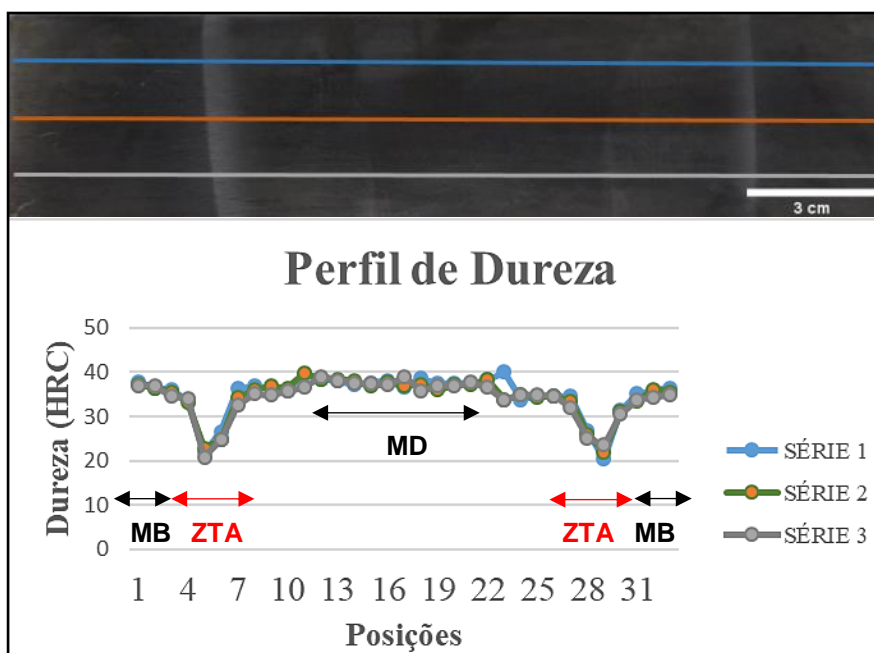 3 cm
Perfil de Dureza
Dureza (HRC)
50
40
30
20
10
0
MD
MB
ZTA
ZTA
MB
SÉRIE 1
SÉRIE 2
SÉRIE 3
1 4 7 10 13 16 19 22 25 28 31
Posições